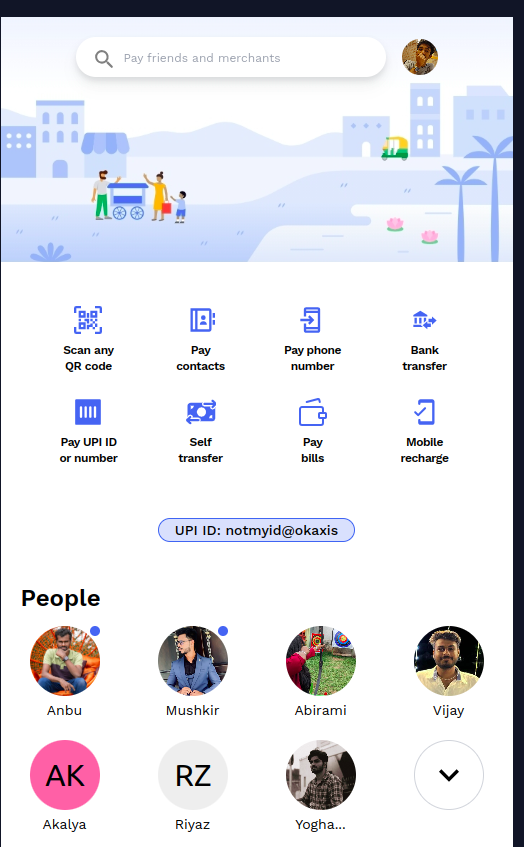 Pay friends and merchants
Scan any
QR code
Pay
contacts
Pay phone
number
Bank
transfer
Pay UPI ID
or number
Self
transfer
Pay
bills
Mobile
recharge
UPI ID: notmyid@okaxis
People
Anbu
Mushkir
Abirami
Vijay
AK
RZ
Akalya
Riyaz
Yogha...